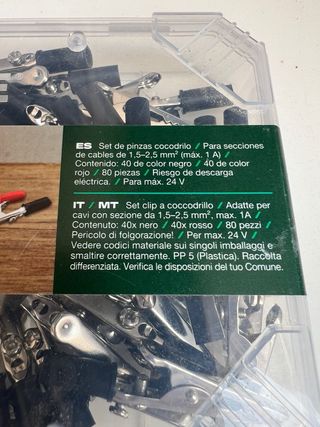 ES Set de pinzas cocodrilo / Para secciones
de cables de 1,5–2,5 mm² (máx. 1 A) /
Contenido: 40 de color negro / 40 de color
rojo / 80 piezas / Riesgo de descarga
eléctrica. / Para máx. 24 V
IT / MT Set clip a coccodrillo / Adatte per
cavi con sezione da 1,5–2,5 mm², max. 1A /
Contenuto: 40x nero / 40x rosso / 80 pezzi /
Pericolo di folgorazione! / Per max. 24 V /
Vedere codici materiale sui singoli imballaggi e
smaltire correttamente. PP 5 (Plastica). Raccolta
differenziata. Verifica le disposizioni del tuo Comune.